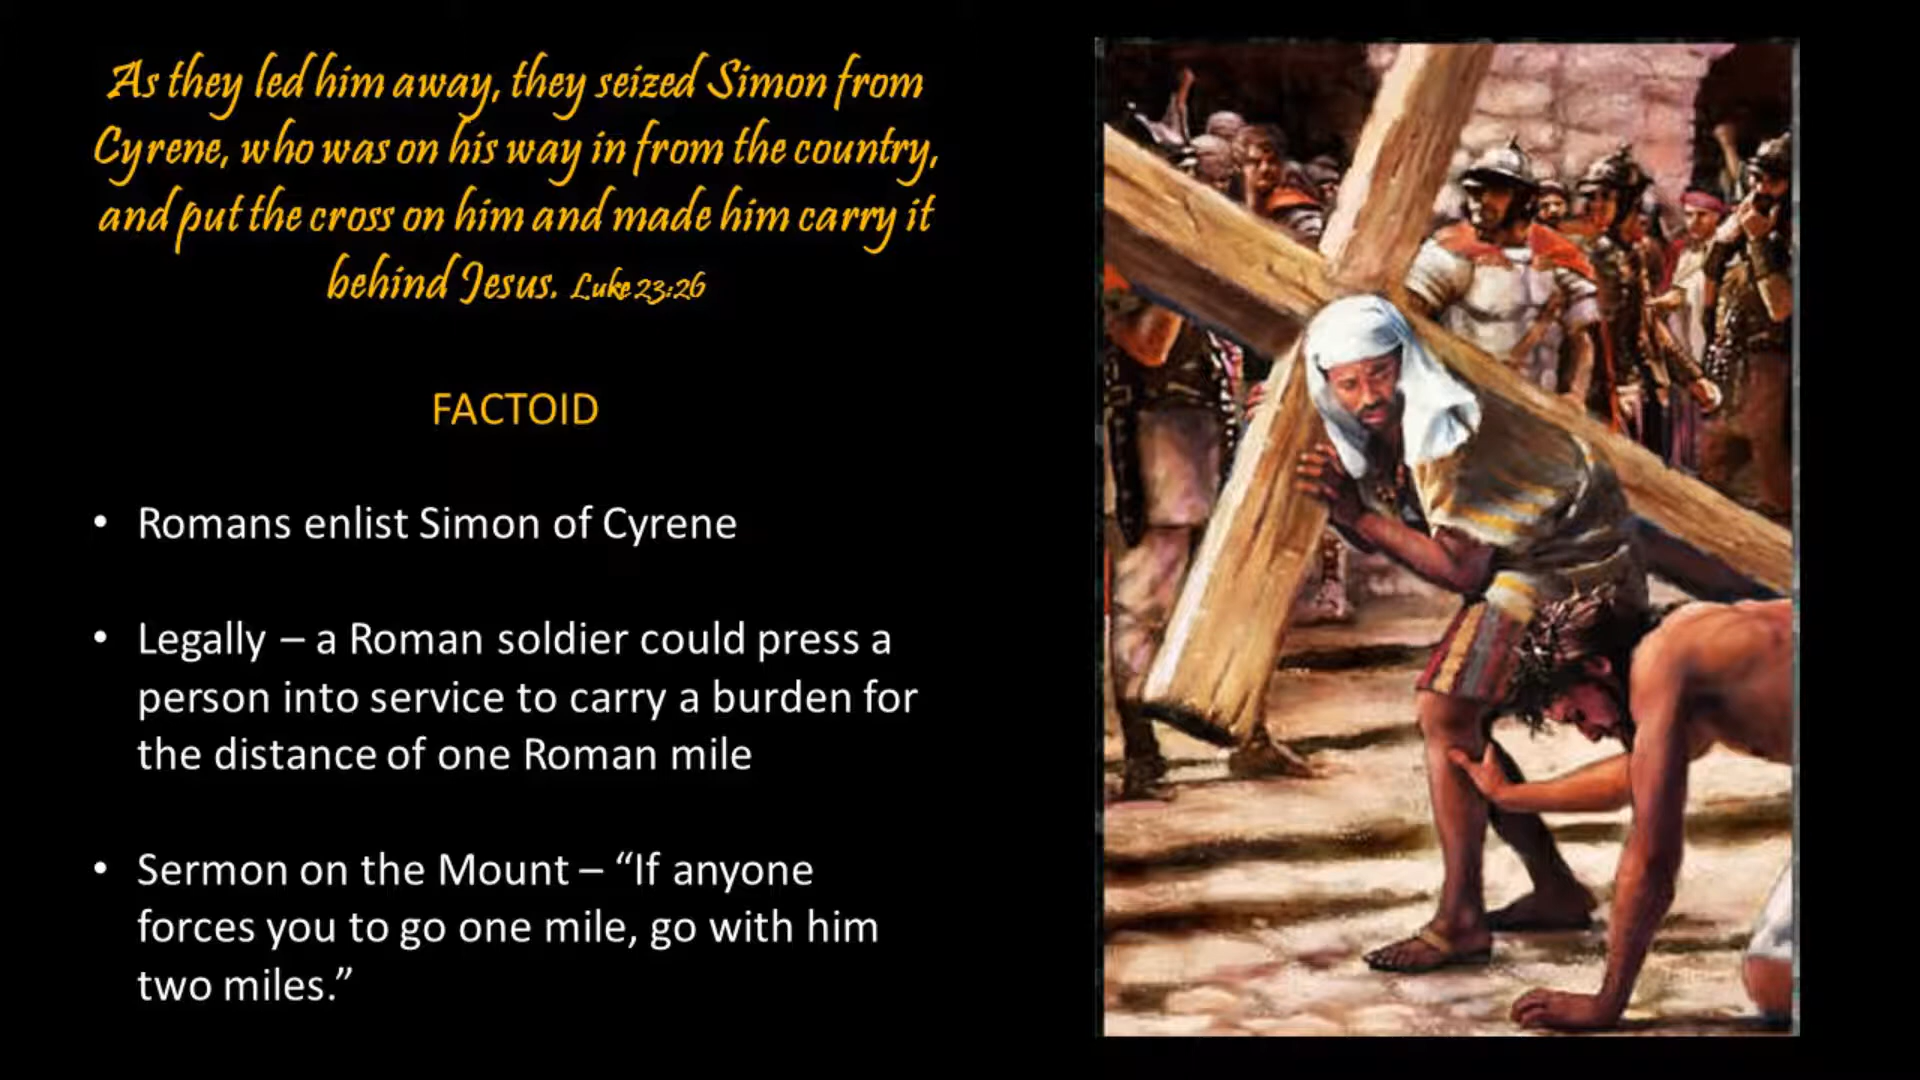 As they led him away, they seized Simon from
Cyrene, who was on his way in from the country,
and put the cross on him and made him carry it
behind Jesus. Luke 23:26
FACTOID
• Romans enlist Simon of Cyrene
• Legally – a Roman soldier could press a
person into service to carry a burden for
the distance of one Roman mile
• Sermon on the Mount – “If anyone
forces you to go one mile, go with him
two miles.”